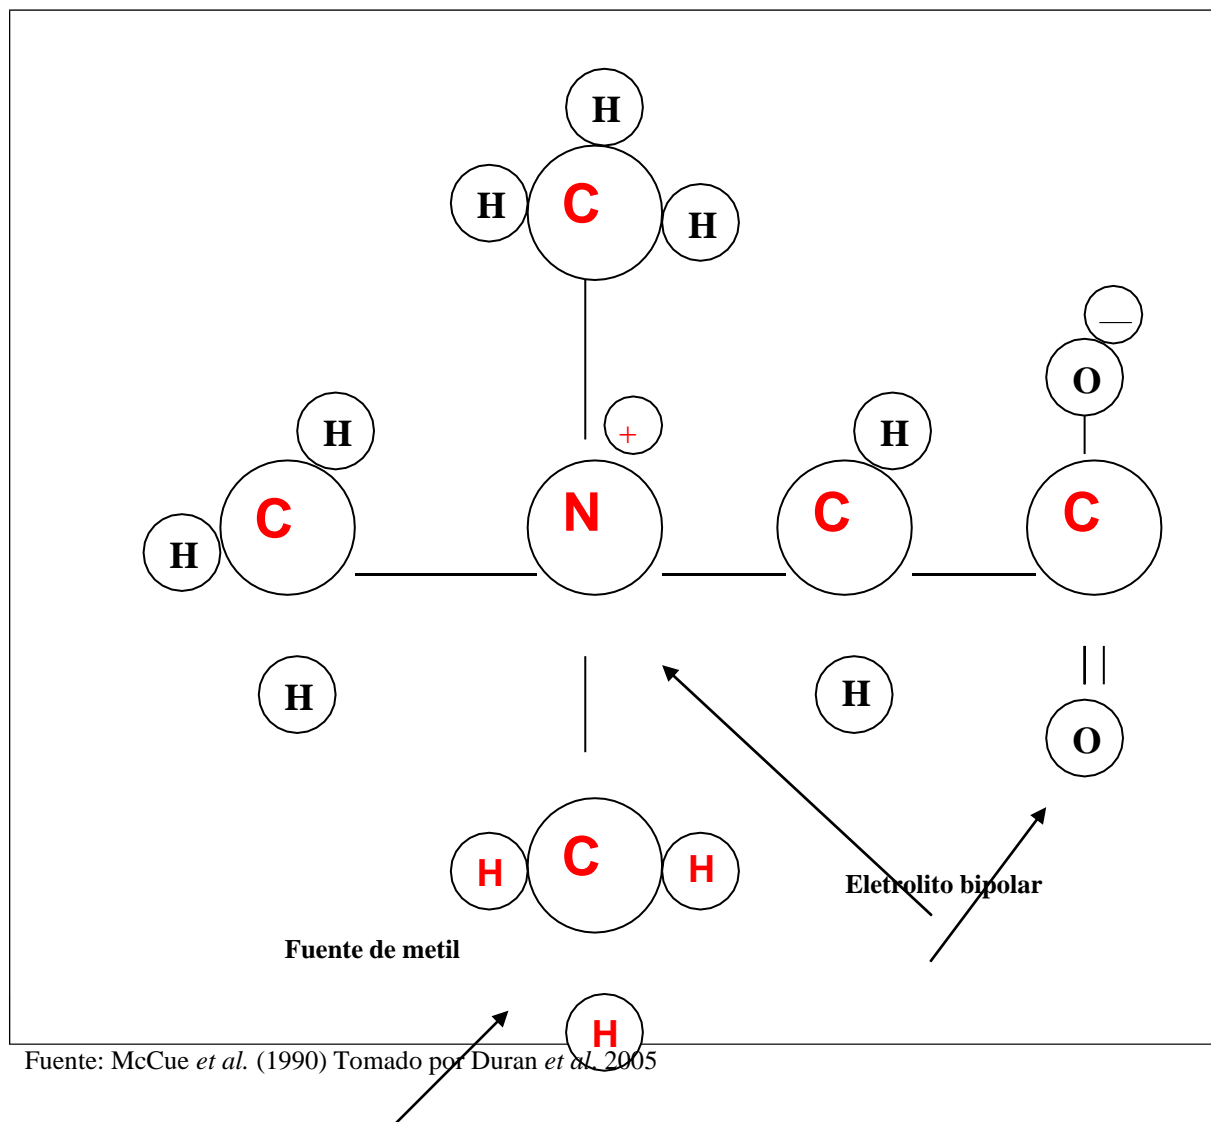 H
H C H
—
O
H + H
C N C C
H
H H O
H C H
Eletrolito bipolar
Fuente de metil
H
Fuente: McCue et al. (1990) Tomado por Duran et al. 2005